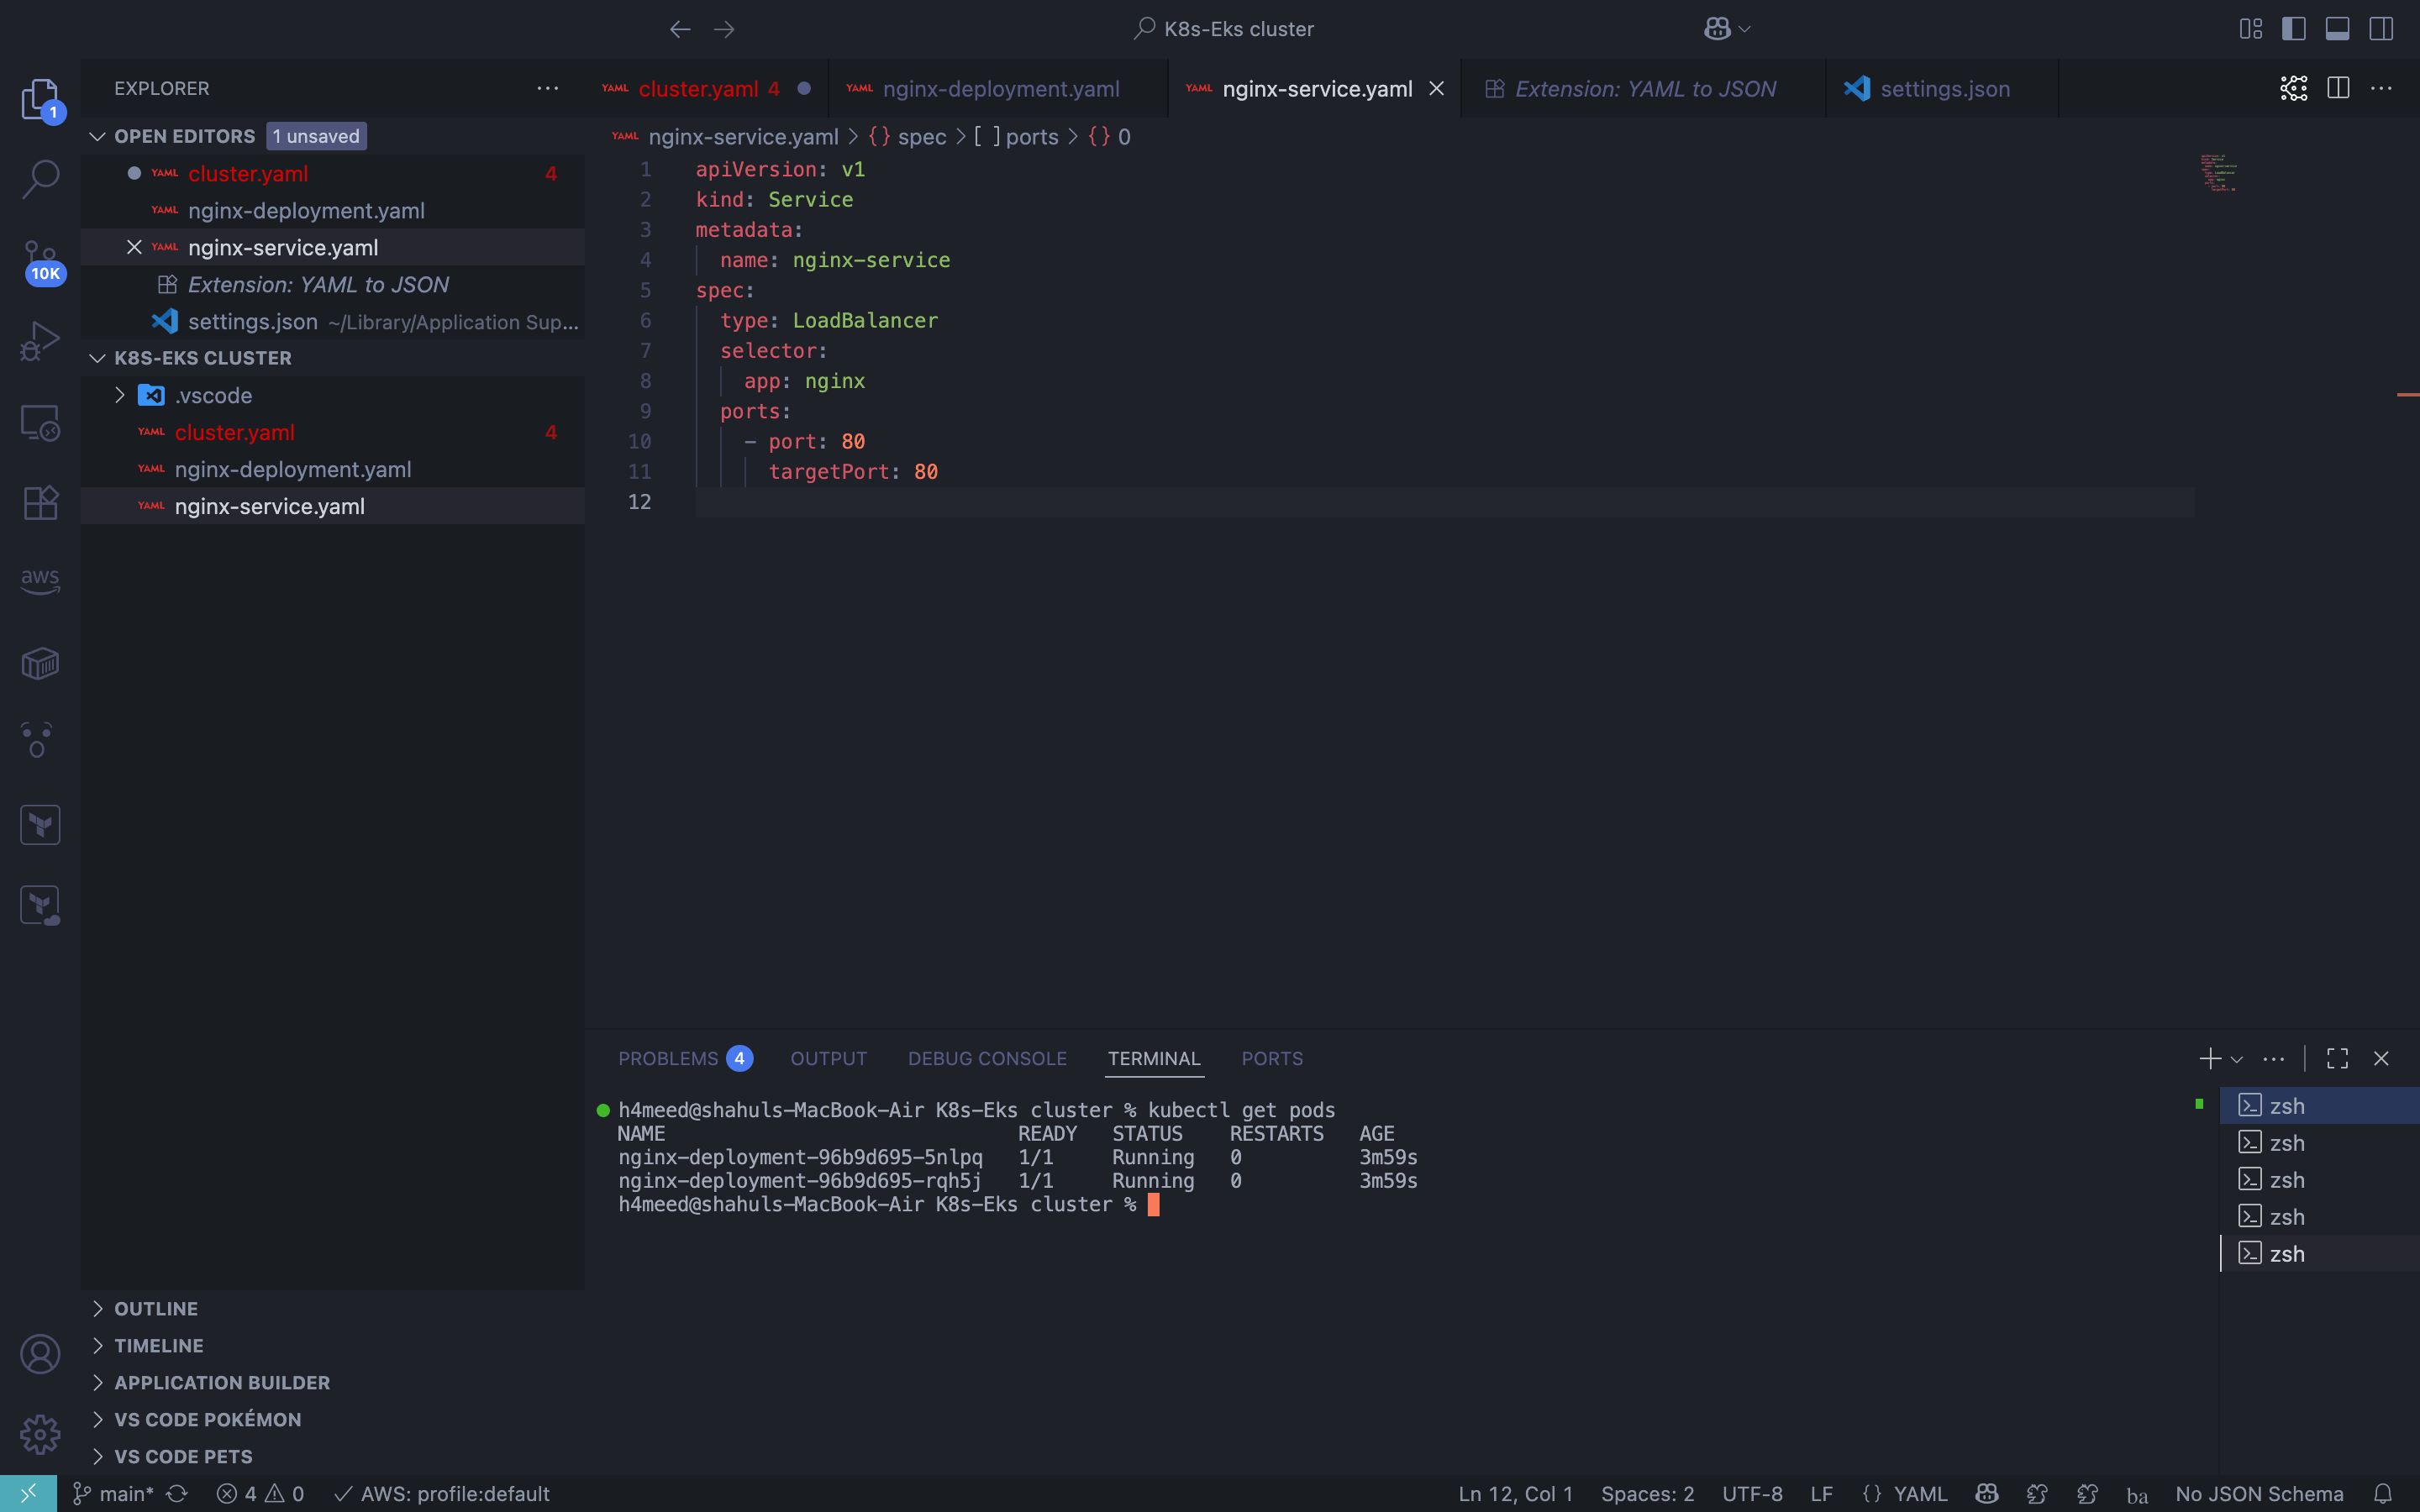 K8s-Eks cluster
EXPLORER
cluster.yaml 4
nginx-deployment.yaml
nginx-service.yaml
Extension: YAML to JSON
settings.json
1
OPEN EDITORS 1 unsaved
YAML cluster.yaml 4
YAML nginx-deployment.yaml
YAML nginx-service.yaml
Extension: YAML to JSON
settings.json ~/Library/Application Sup...
K8S-EKS CLUSTER
.vscode
YAML cluster.yaml 4
YAML nginx-deployment.yaml
YAML nginx-service.yaml
10K
aws
YAML nginx-service.yaml > {} spec > [ ] ports > {} 0
1 apiVersion: v1
2 kind: Service
3 metadata:
4 name: nginx-service
5 spec:
6 type: LoadBalancer
7 selector:
8 app: nginx
9 ports:
10 - port: 80
11 targetPort: 80
12
PROBLEMS 4 OUTPUT DEBUG CONSOLE TERMINAL PORTS
h4meed@shahuls-MacBook-Air K8s-Eks cluster % kubectl get pods
NAME READY STATUS RESTARTS AGE
nginx-deployment-96b9d695-5nlpq 1/1 Running 0 3m59s
nginx-deployment-96b9d695-rqh5j 1/1 Running 0 3m59s
h4meed@shahuls-MacBook-Air K8s-Eks cluster %
zsh
zsh
zsh
zsh
zsh
OUTLINE
TIMELINE
APPLICATION BUILDER
VS CODE POKÉMON
VS CODE PETS
main* 4 0 AWS: profile:default Ln 12, Col 1 Spaces: 2 UTF-8 LF {} YAML ba No JSON Schema